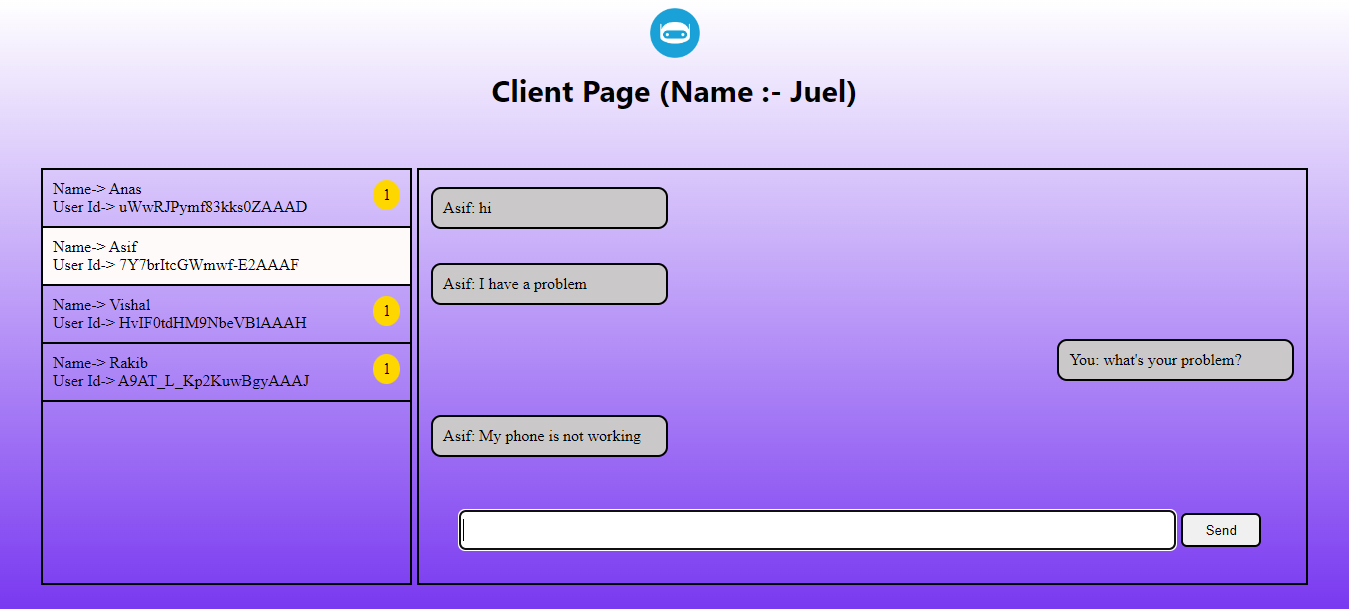 Client Page (Name :- Juel)
Name-> Anas
1
User Id-> uWwRJPymf83kks0ZAAAD
Name-> Asif
User Id-> 7Y7brItcGWmwf-E2AAAF
Name-> Vishal
1
User Id-> HvIF0tdHM9NbeVBlAAAH
Name-> Rakib
1
User Id-> A9AT_L_Kp2KuwBgyAAAJ
Asif: hi
Asif: I have a problem
You: what's your problem?
Asif: My phone is not working
Send